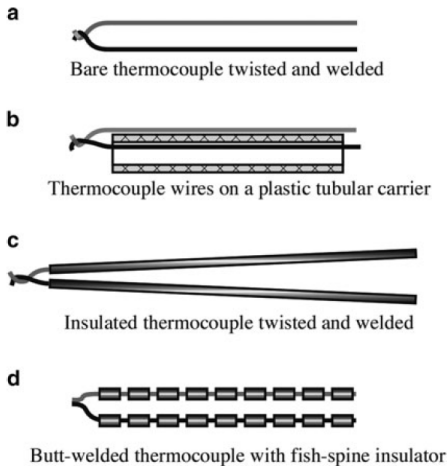 a
Bare thermocouple twisted and welded
b
Thermocouple wires on a plastic tubular carrier
c
Insulated thermocouple twisted and welded
d
Butt-welded thermocouple with fish-spine insulator